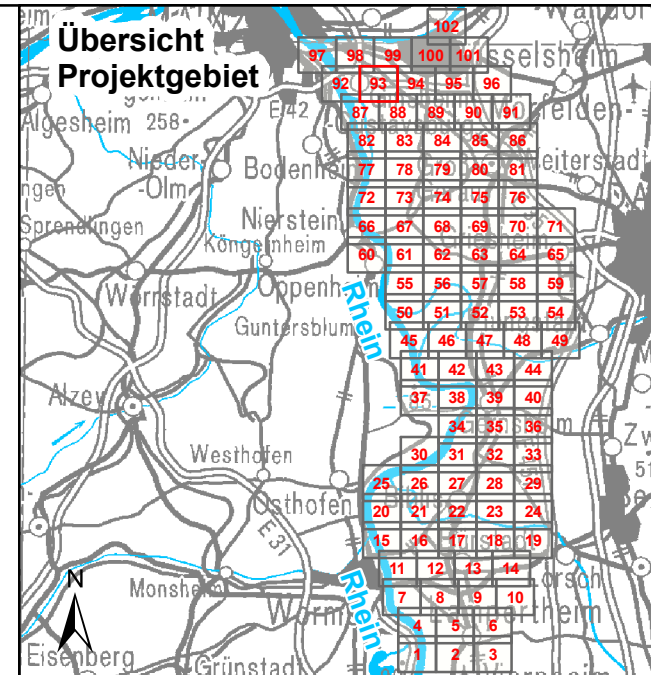 Übersicht
Projektgebiet
102
97 98 99 100 101
sselsheim
92 93 94 95 96
E 42
87 88 89 90 91
Algesheim 258
82 83 84 85 86
Nieder-
-Olm
Bodenheim
77 78 79 80 81
Weiterstadt
72 73 74 75 76
Sprendlingen
Nierstein
66 67 68 69 70 71
Köngernheim
60 61 62 63 64 65
Wörrstadt
Oppenh
55 56 57 58 59
Rhein
50 51 52 53 54
Guntersblum
45 46 47 48 49
41 42 43 44
Alzey
37 38 39 40
34 35 36
Westhofen
30 31 32 33
25 26 27 28 29
Osthofen
20 21 22 23 24
E 31
15 16 17 18 19
11 12 13 14
Lorsch
N
Monsheim
Rhein
7 8 9 10
Worms
4 5 6
Eisenberg
Grünstadt
1 2 3